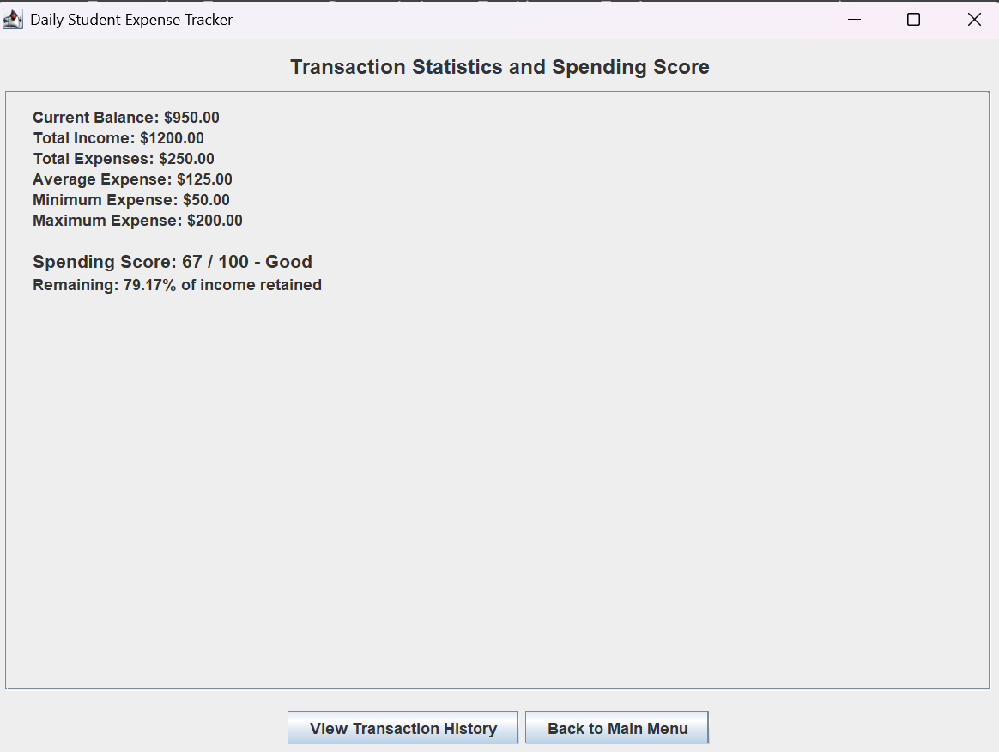 Daily Student Expense Tracker
Transaction Statistics and Spending Score
Current Balance: $950.00
Total Income: $1200.00
Total Expenses: $250.00
Average Expense: $125.00
Minimum Expense: $50.00
Maximum Expense: $200.00
Spending Score: 67 / 100 - Good
Remaining: 79.17% of income retained
View Transaction History
Back to Main Menu